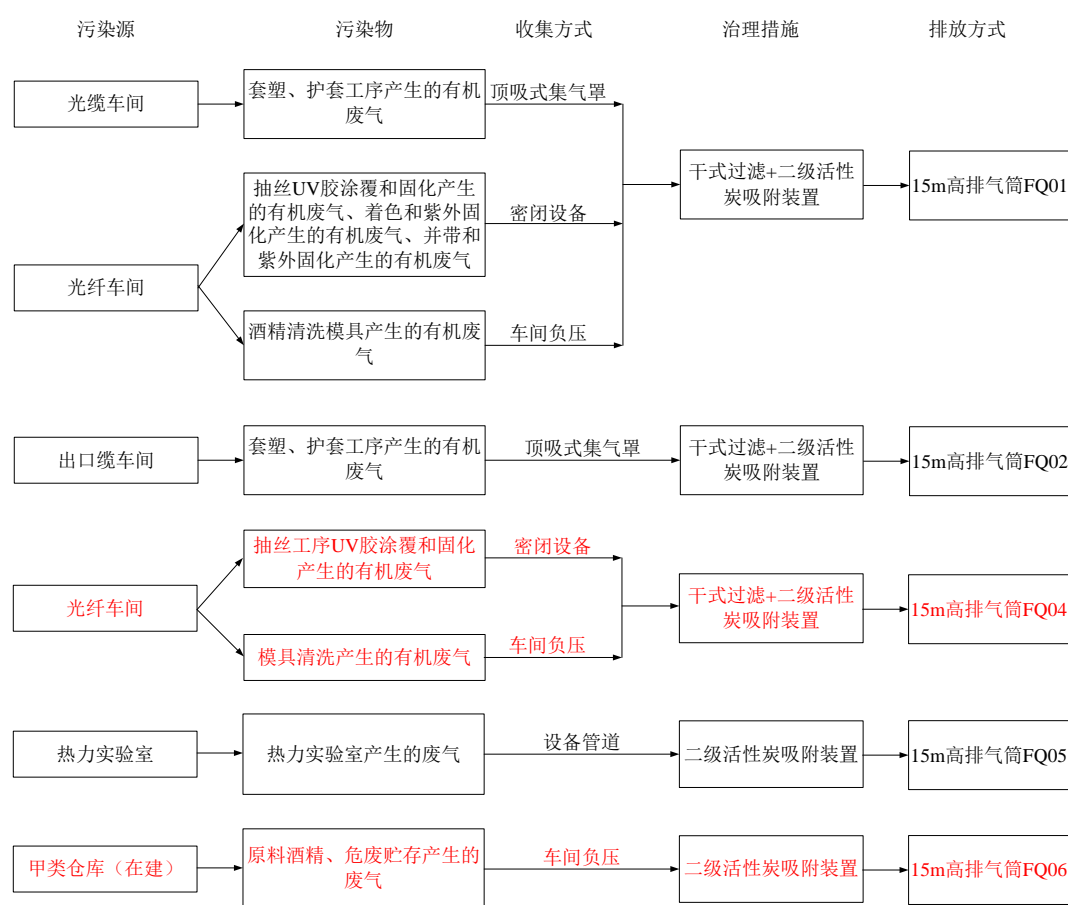 污染源 污染物 收集方式 治理措施 排放方式
光缆车间
套塑、护套工序产生的有机
废气
顶吸式集气罩
光纤车间
抽丝UV胶涂覆和固化产生
的有机废气、着色和紫外固
化产生的有机废气、并带和
紫外固化产生的有机废气
密闭设备
酒精清洗模具产生的有机废
气
车间负压
干式过滤+二级活性
炭吸附装置
15m高排气筒FQ01
出口缆车间
套塑、护套工序产生的有机
废气
顶吸式集气罩
干式过滤+二级活性
炭吸附装置
15m高排气筒FQ02
光纤车间
抽丝工序UV胶涂覆和固化
产生的有机废气
密闭设备
模具清洗产生的有机废气
车间负压
干式过滤+二级活性
炭吸附装置
15m高排气筒FQ04
热力实验室
热力实验室产生的废气
设备管道
二级活性炭吸附装置
15m高排气筒FQ05
甲类仓库（在建）
原料酒精、危废贮存产生的
废气
车间负压
二级活性炭吸附装置
15m高排气筒FQ06